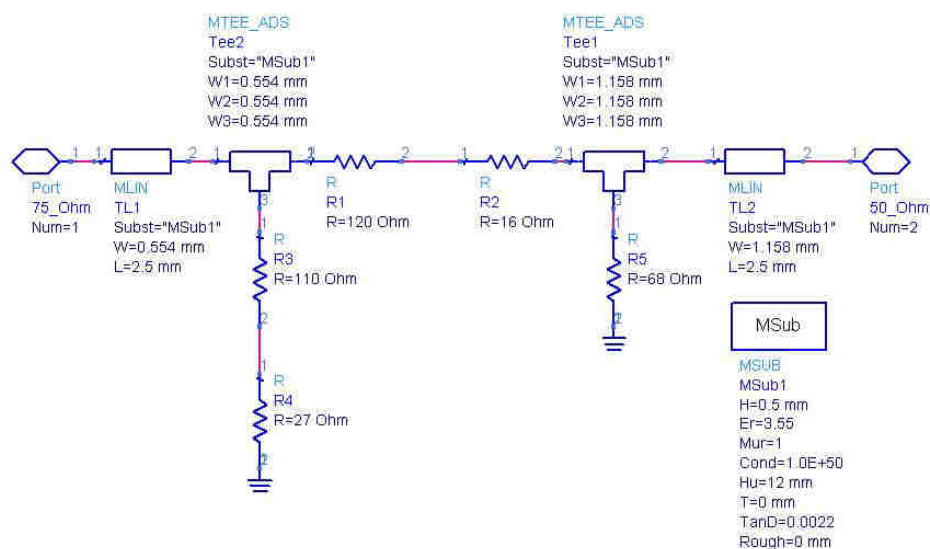 MTEE_ADS
Tee2
Subst="MSub1"
W1=0.554 mm
W2=0.554 mm
W3=0.554 mm
MTEE_ADS
Tee1
Subst="MSub1"
W1=1.158 mm
W2=1.158 mm
W3=1.158 mm
1 1 2 1 2 2 1 2 1 2 1 2 1
3 3
Port
75_Ohm
Num=1
MLIN
TL1
Subst="MSub1"
W=0.554 mm
L=2.5 mm
R
R1
R=120 Ohm
R
R2
R=16 Ohm
MLIN
TL2
Subst="MSub1"
W=1.158 mm
L=2.5 mm
Port
50_Ohm
Num=2
1
R
R3
R=110 Ohm
2
1
R
R5
R=68 Ohm
1
R
R4
R=27 Ohm
MSub
MSUB
MSub1
H=0.5 mm
Er=3.55
Mur=1
Cond=1.0E+50
Hu=12 mm
T=0 mm
TanD=0.0022
Rough=0 mm